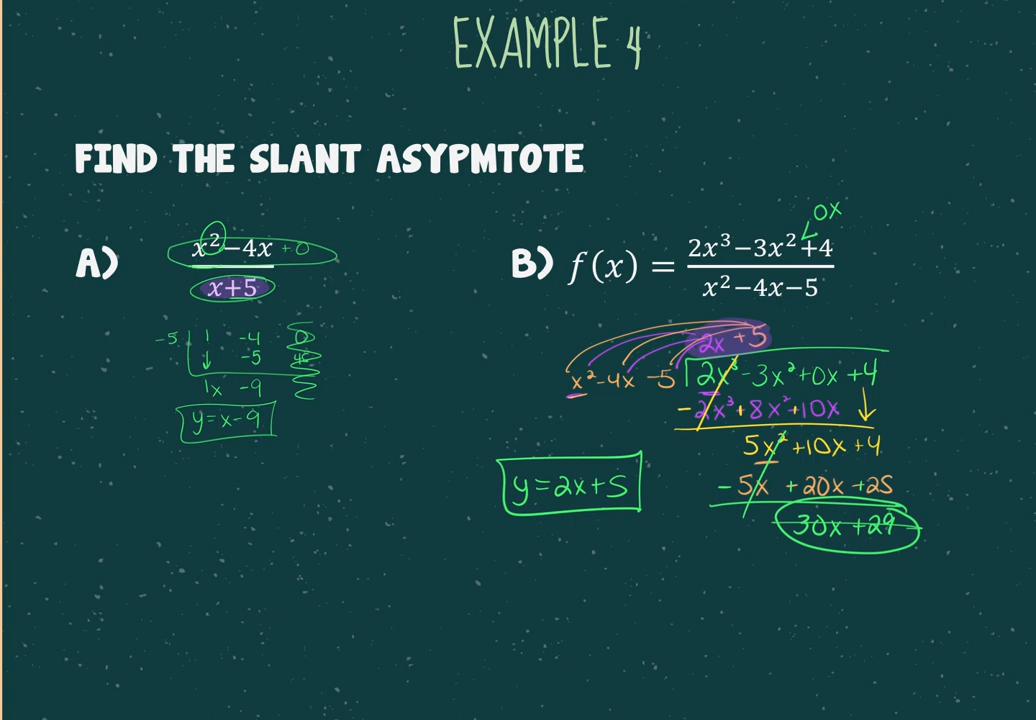 EXAMPLE 4
FIND THE SLANT ASYPMTOTE
A) x² − 4x + 0
x + 5
-5 | 1 -4 0
-5 45
1x -9
y = x - 9
B) f(x) = 2x³ − 3x² + 4
0x
x² − 4x − 5
2x + 5
x² - 4x - 5 2x³ - 3x² + 0x + 4
- 2x³ + 8x² + 10x
5x² + 10x + 4
- 5x + 20x + 25
30x + 29
y = 2x + 5